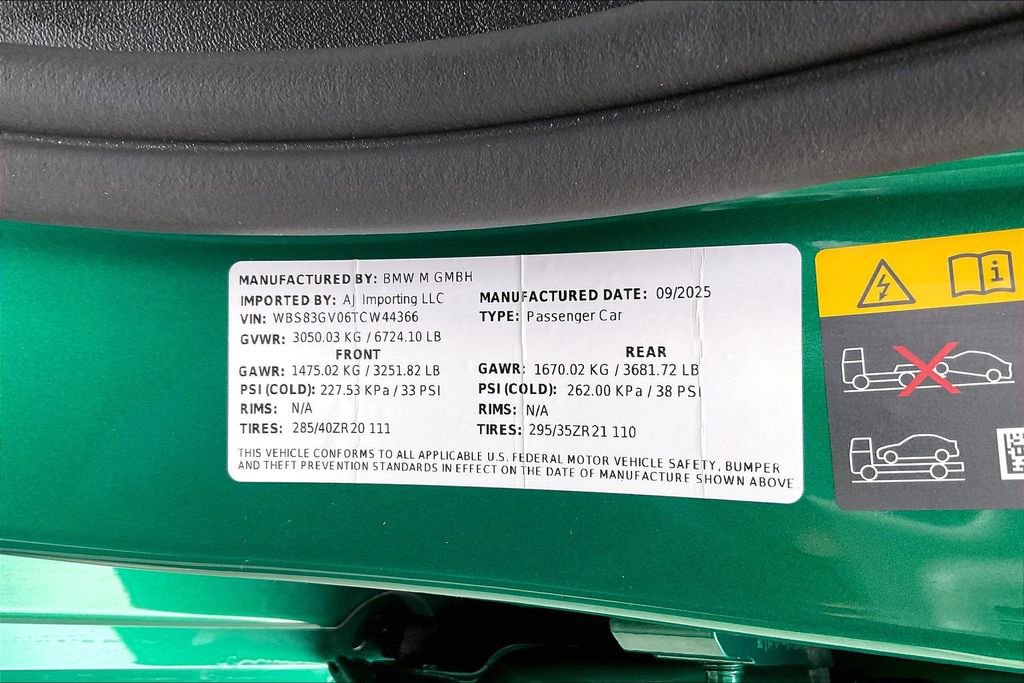 MANUFACTURED BY: BMW M GMBH
IMPORTED BY: AJ Importing LLC MANUFACTURED DATE: 09/2025
VIN: WBS83GV06TCW44366 TYPE: Passenger Car
GVWR: 3050.03 KG / 6724.10 LB
FRONT REAR
GAWR: 1475.02 KG / 3251.82 LB GAWR: 1670.02 KG / 3681.72 LB
PSI (COLD): 227.53 KPa / 33 PSI PSI (COLD): 262.00 KPa / 38 PSI
RIMS: N/A RIMS: N/A
TIRES: 285/40ZR20 111 TIRES: 295/35ZR21 110
THIS VEHICLE CONFORMS TO ALL APPLICABLE U.S. FEDERAL MOTOR VEHICLE SAFETY, BUMPER
AND THEFT PREVENTION STANDARDS IN EFFECT ON THE DATE OF MANUFACTURE SHOWN ABOVE